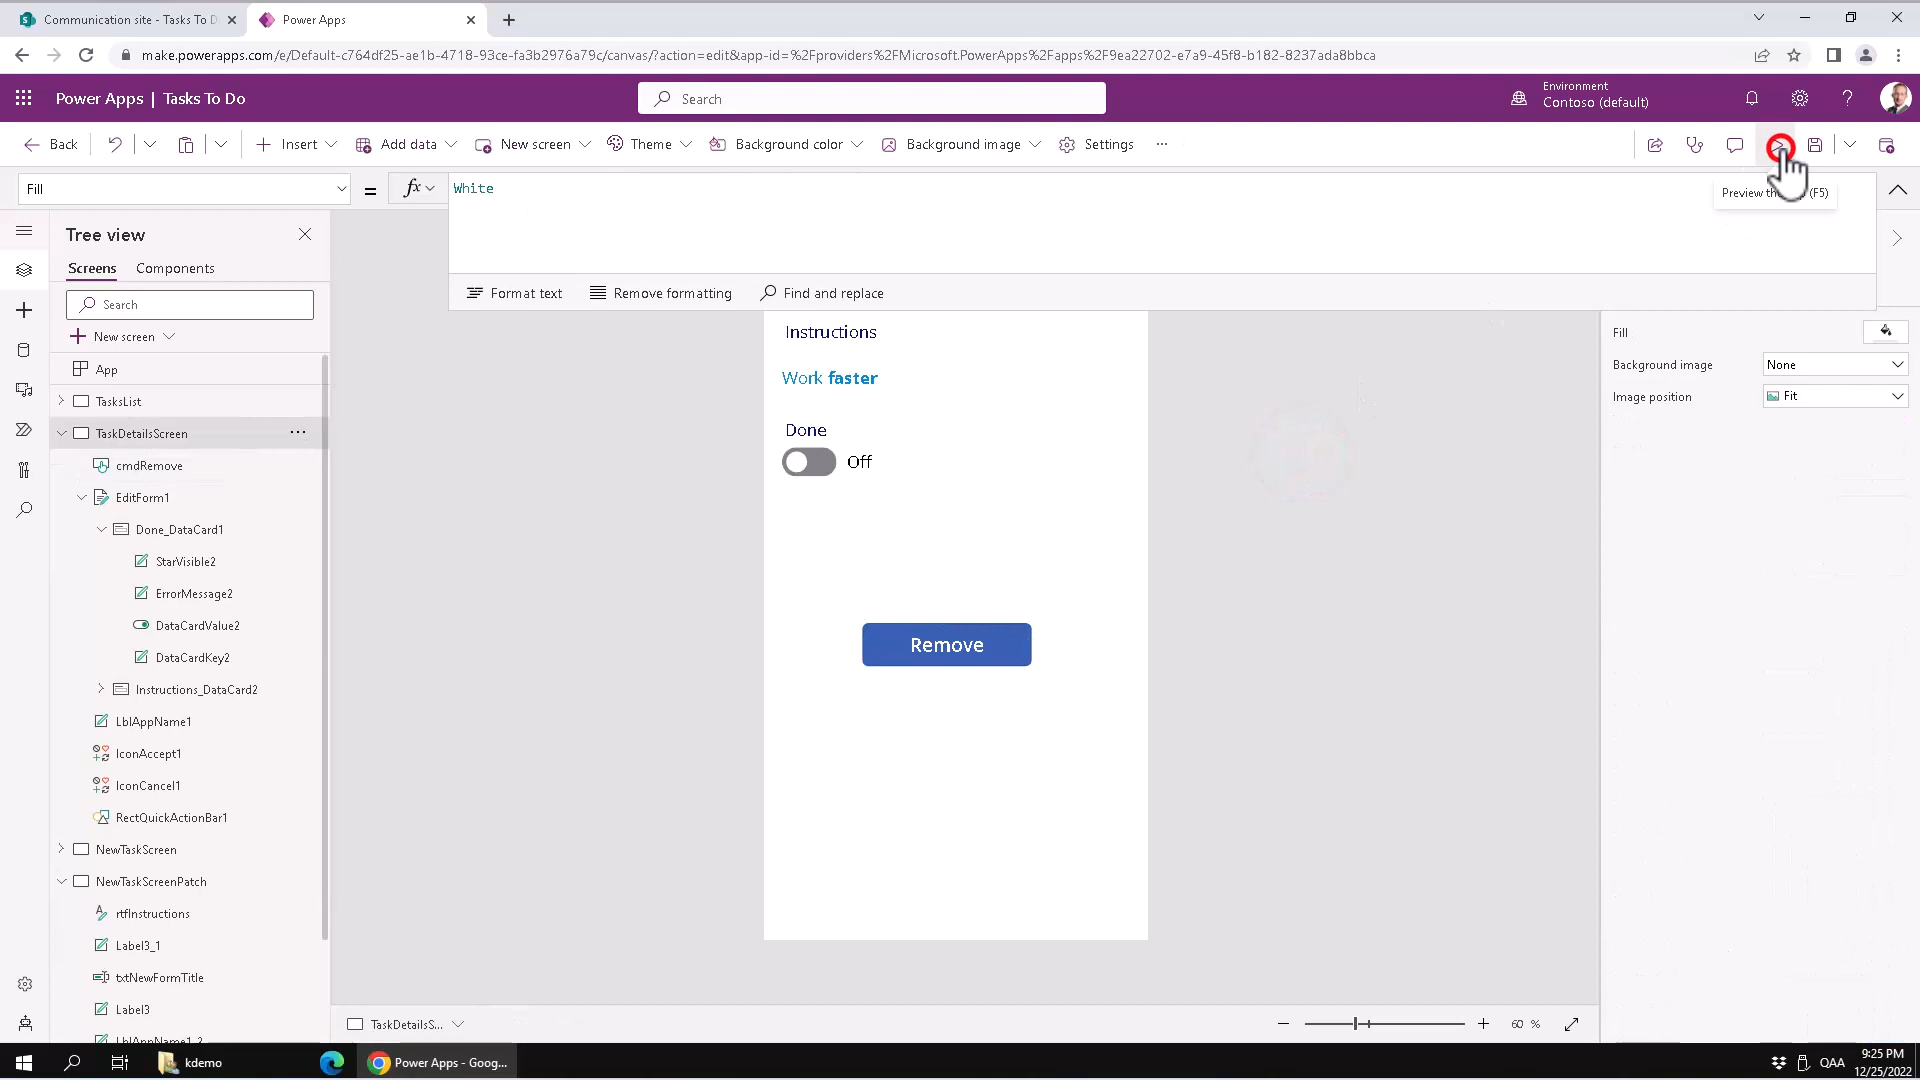 Communication site - Tasks To D
Power Apps
make.powerapps.com/e/Default-c764df25-ae1b-4718-93ce-fa3b2976a79c/canvas/?action=edit&app-id=%2Fproviders%2FMicrosoft.PowerApps%2Fapps%2F9ea22702-e7a9-45f8-b182-8237ada8bbca
Power Apps | Tasks To Do
Search
Environment
Contoso (default)
Back
Insert
Add data
New screen
Theme
Background color
Background image
Settings
Fill
=
fx
White
Preview the (F5)
Format text
Remove formatting
Find and replace
Tree view
Screens
Components
Search
New screen
App
TasksList
TaskDetailsScreen
cmdRemove
EditForm1
Done_DataCard1
StarVisible2
ErrorMessage2
DataCardValue2
DataCardKey2
Instructions_DataCard2
LblAppName1
IconAccept1
IconCancel1
RectQuickActionBar1
NewTaskScreen
NewTaskScreenPatch
rtfInstructions
Label3_1
txtNewFormTitle
Label3
LblAppName1_2
Instructions
Work faster
Done
Off
Remove
Fill
Background image
None
Image position
Fit
TaskDetailsS...
60 %
kdemo
Power Apps - Goog...
QAA
9:25 PM
12/25/2022